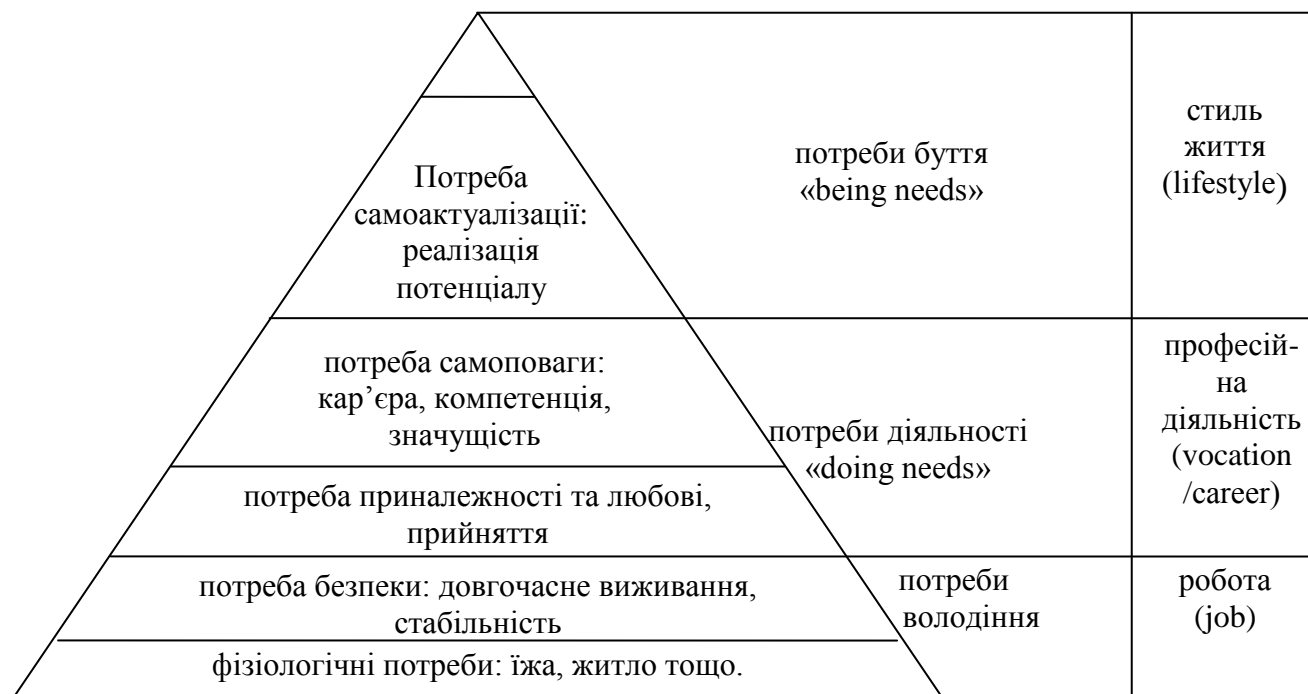 Потреба
самоактуалізації:
реалізація
потенціалу
потреби буття
«being needs»
стиль
життя
(lifestyle)
потреба самоповаги:
кар’єра, компетенція,
значущість
потреба приналежності та любові,
прийняття
потреби діяльності
«doing needs»
професій-
на
діяльність
(vocation
/career)
потреба безпеки: довгочасне виживання,
стабільність
фізіологічні потреби: їжа, житло тощо.
потреби
володіння
робота
(job)